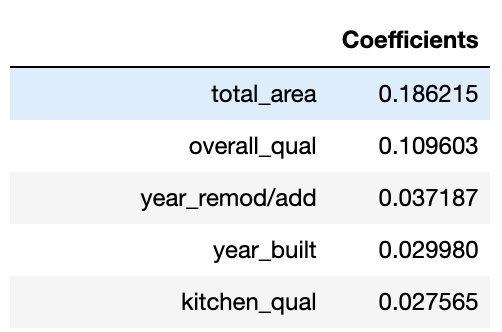 Coefficients
total_area 0.186215
overall_qual 0.109603
year_remod/add 0.037187
year_built 0.029980
kitchen_qual 0.027565